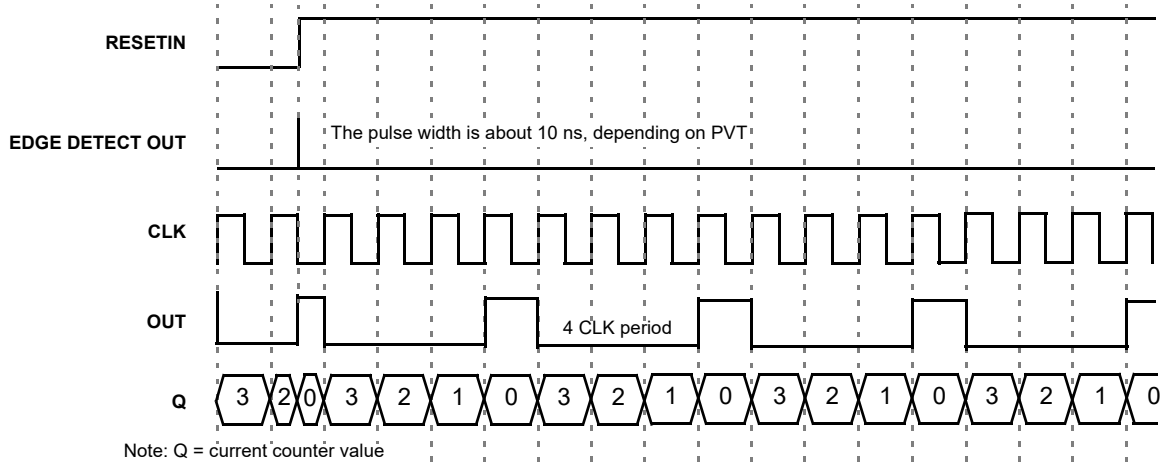 RESETIN
EDGE DETECT OUT
The pulse width is about 10 ns, depending on PVT
CLK
OUT
4 CLK period
Q
3 2 0 3 2 1 0 3 2 1 0 3 2 1 0 3 2 1 0
Note: Q = current counter value